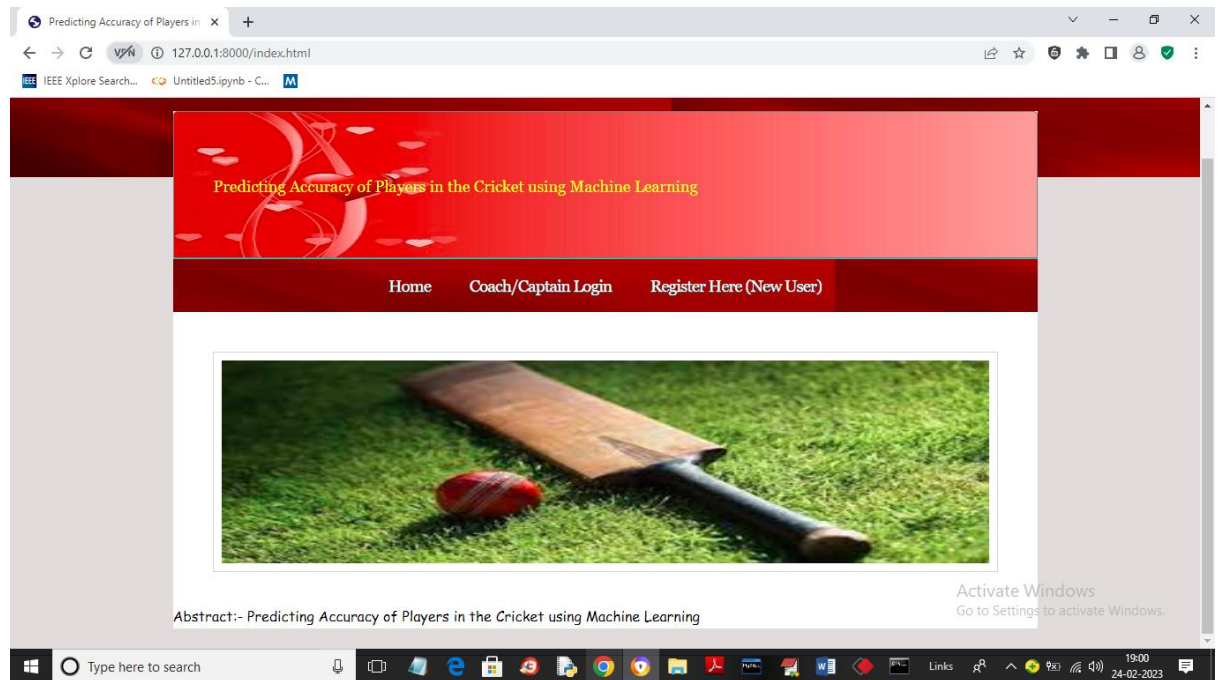 Predicting Accuracy of Players in
VPN
127.0.0.1:8000/index.html
IEEE
IEEE Xplore Search...
Untitled5.ipynb - C...
M
Predicting Accuracy of Players in the Cricket using Machine Learning
Home
Coach/Captain Login
Register Here (New User)
Abstract:- Predicting Accuracy of Players in the Cricket using Machine Learning
Activate Windows
Go to Settings to activate Windows.
Type here to search
Links
19:00
24-02-2023